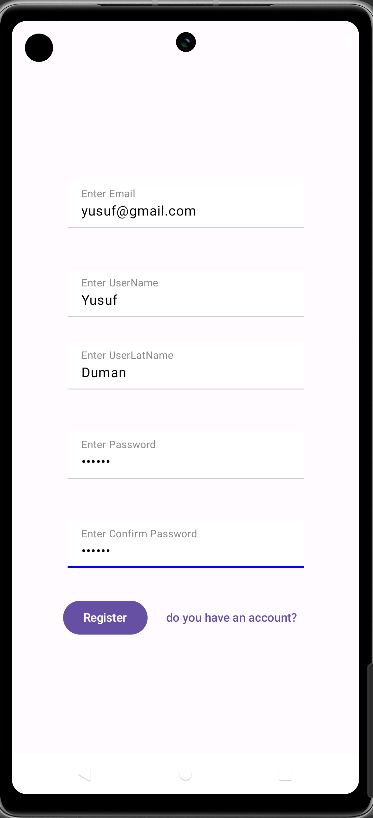 Enter Email
yusuf@gmail.com
Enter UserName
Yusuf
Enter UserLatName
Duman
Enter Password
••••••
Enter Confirm Password
••••••
Register
do you have an account?